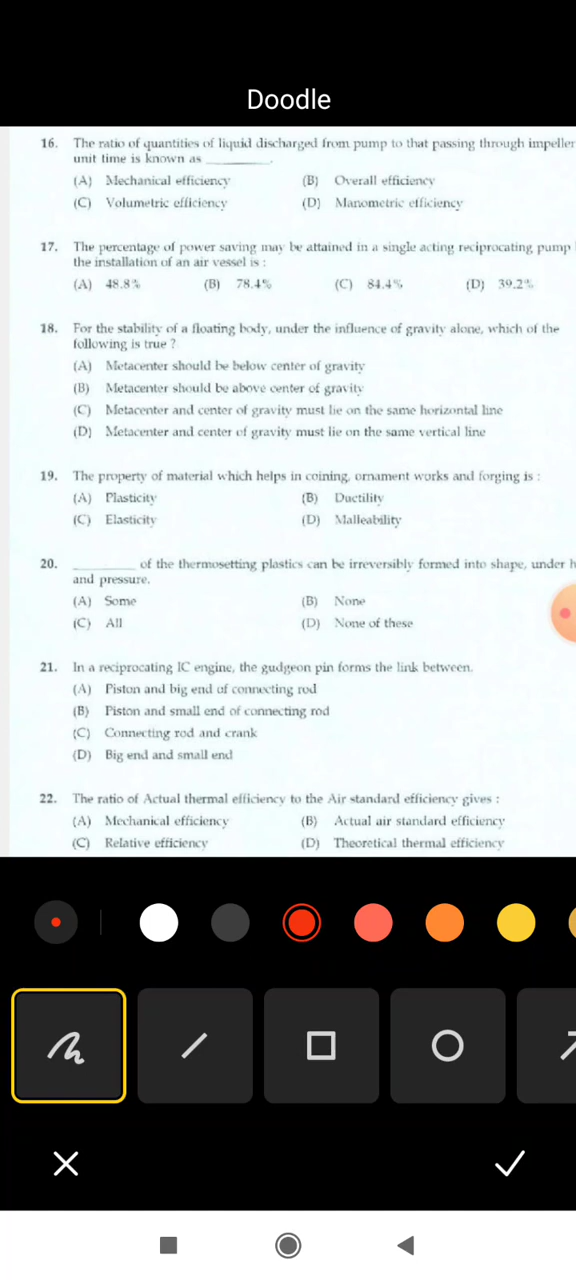 Doodle
16. The ratio of quantities of liquid discharged from pump to that passing through impeller
unit time is known as ________.
(A) Mechanical efficiency (B) Overall efficiency
(C) Volumetric efficiency (D) Manometric efficiency
17. The percentage of power saving may be attained in a single acting reciprocating pump
the installation of an air vessel is :
(A) 48.8% (B) 78.4% (C) 84.4% (D) 39.2%
18. For the stability of a floating body, under the influence of gravity alone, which of the
following is true ?
(A) Metacenter should be below center of gravity
(B) Metacenter should be above center of gravity
(C) Metacenter and center of gravity must lie on the same horizontal line
(D) Metacenter and center of gravity must lie on the same vertical line
19. The property of material which helps in coining, ornament works and forging is :
(A) Plasticity (B) Ductility
(C) Elasticity (D) Malleability
20. ________ of the thermosetting plastics can be irreversibly formed into shape, under h
and pressure.
(A) Some (B) None
(C) All (D) None of these
21. In a reciprocating IC engine, the gudgeon pin forms the link between.
(A) Piston and big end of connecting rod
(B) Piston and small end of connecting rod
(C) Connecting rod and crank
(D) Big end and small end
22. The ratio of Actual thermal efficiency to the Air standard efficiency gives :
(A) Mechanical efficiency (B) Actual air standard efficiency
(C) Relative efficiency (D) Theoretical thermal efficiency